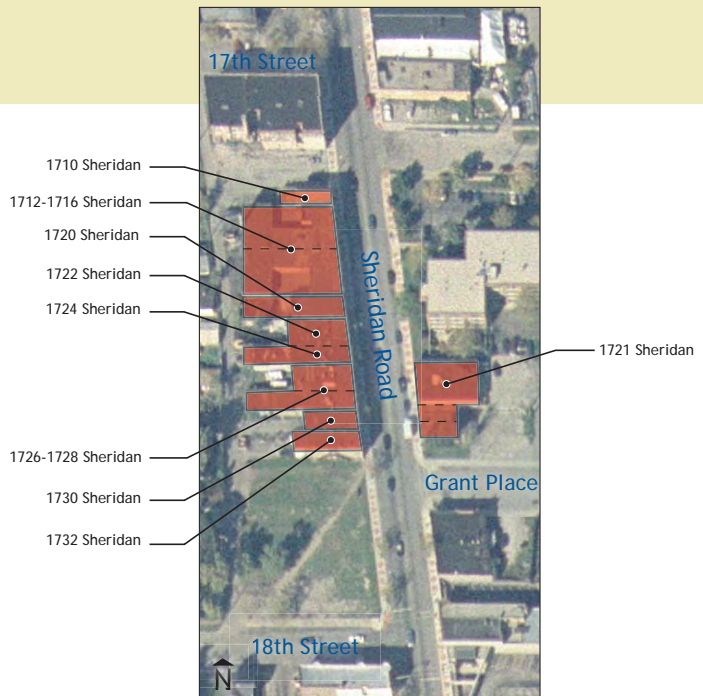 17th Street
1710 Sheridan
1712-1716 Sheridan
1720 Sheridan
1722 Sheridan
1724 Sheridan
Sheridan Road
1721 Sheridan
1726-1728 Sheridan
Grant Place
1730 Sheridan
1732 Sheridan
18th Street
N